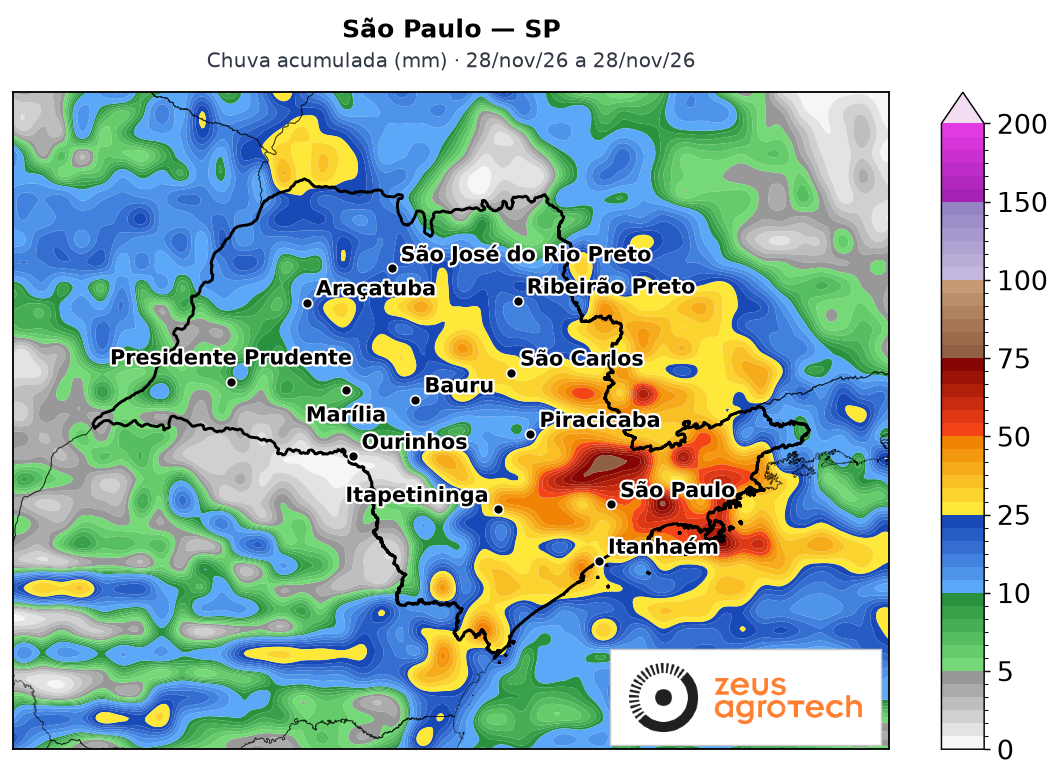 São Paulo — SP
Chuva acumulada (mm) · 28/nov/26 a 28/nov/26
São José do Rio Preto
Araçatuba
Ribeirão Preto
Presidente Prudente
São Carlos
Bauru
Marília
Piracicaba
Ourinhos
Itapetininga
São Paulo
Itanhaém
zeus
agrotech
200
150
100
75
50
25
10
5
0